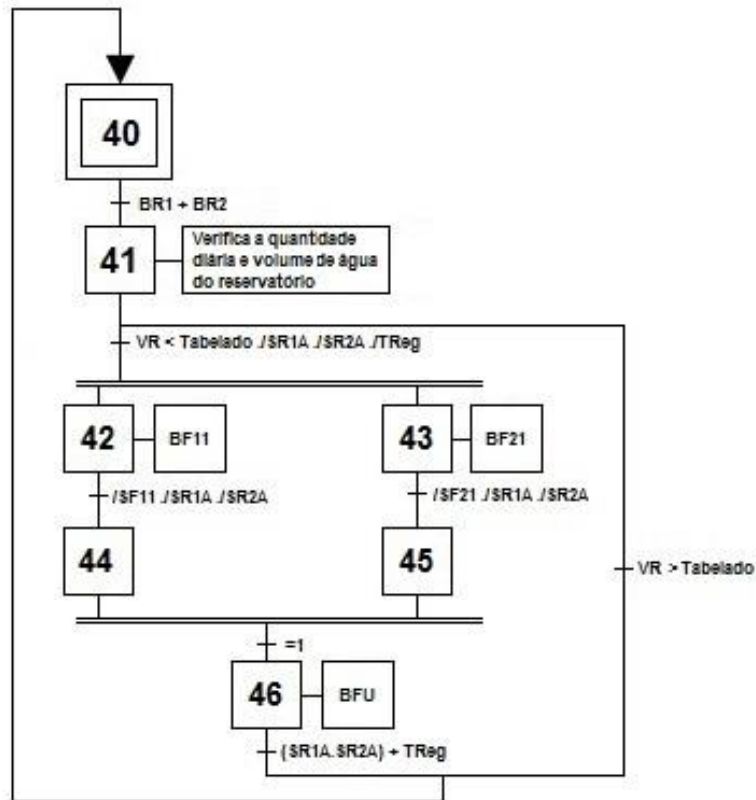 40
BR1 + BR2
41
Verifica a quantidade
diária e volume de água
do reservatório
VR < Tabelado ./SR1A ./SR2A ./TReg
42
BF11
43
BF21
/SF11 ./SR1A ./SR2A
/SF21 ./SR1A ./SR2A
44
45
VR > Tabelado
=1
46
BFU
(SR1A.SR2A) + TReg